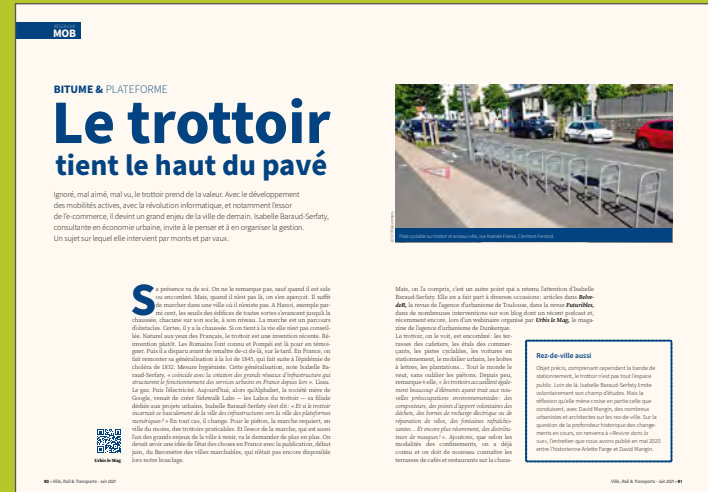 RÉSERVOIR
MOB
BITUME & PLATEFORME
Le trottoir
tient le haut du pavé
Ignoré, mal aimé, mal vu, le trottoir prend de la valeur. Avec le développement
des mobilités actives, avec la révolution informatique, et notamment l'essor
de l'e-commerce, il devint un grand enjeu de la ville de demain. Isabelle Baraud-Serfaty,
consultante en économie urbaine, invite à le penser et à en organiser la gestion.
Un sujet sur lequel elle intervient par monts et par vaux.
Piste cyclable sur trottoir et arceaux vélo, rue Anatole-France, Clermont-Ferrand.
Sa présence va de soi. On ne le remarque pas, sauf quand il est sale
ou encombré. Mais, quand il n'est pas là, on s'en aperçoit. Il suffit
de marcher dans une ville où il n'existe pas. A Hanoï, exemple par-
mi cent, les seuils des édifices de toutes sortes s'avancent jusqu'à la
chaussée, chacune sur son socle, à son niveau. La marche est un parcours
d'obstacles. Certes, il y a la chaussée. Si on tient à la vie elle n'est pas conseil-
lée. Naturel aux yeux des Français, le trottoir est une invention récente. Ré-
invention plutôt. Les Romains l'ont connu et Pompéi est là pour en témoi-
gner. Puis il a disparu avant de renaître de-ci de-là, sur le tard. En France, on
fait remonter sa généralisation à la loi de 1845, qui fait suite à l'épidémie de
choléra de 1832. Mesure hygiéniste. Cette généralisation, note Isabelle Ba-
raud-Serfaty, « coïncide avec la création des grands réseaux d'infrastructure qui
structurent le fonctionnement des services urbains en France depuis lors ». L'eau.
Le gaz. Puis l'électricité. Aujourd'hui, alors qu'Alphabet, la société mère de
Google, venait de créer Sidewalk Labs — les Labos du trottoir — sa filiale
dédiée aux projets urbains, Isabelle Baraud-Serfaty s'est dit : « Et si le trottoir
incarnait ce basculement de la ville des infrastructures vers la ville des plateformes
numériques ? » En tout cas, il change. Pour le piéton, la marche requiert, en
ville du moins, des trottoirs praticables. Et l'essor de la marche, qui est aussi
l'un des grands enjeux de la ville à venir, va le demander de plus en plus. On
devait avoir une idée de l'état des choses en France avec la publication, début
juin, du Baromètre des villes marchables, qui n'était pas encore disponible
lors notre bouclage.
Urbis le Mag
Mais, on l'a compris, c'est un autre point qui a retenu l'attention d'Isabelle
Baraud-Serfaty. Elle en a fait part à diverses occasions : articles dans Belve-
deR, la revue de l'agence d'urbanisme de Toulouse, dans la revue Futuribles,
dans de nombreuses interventions sur son blog dont un récent podcast et,
récemment encore, lors d'un webinaire organisé par Urbis le Mag, le maga-
zine de l'agence d'urbanisme de Dunkerque.
Le trottoir, on le voit, est encombré : les ter-
rasses des cafetiers, les étals des commer-
çants, les pistes cyclables, les voitures en
stationnement, le mobilier urbain, les boîtes
à lettres, les plantations… Tout le monde le
veut, sans oublier les piétons. Depuis peu,
remarque-t-elle, « les trottoirs accueillent égale-
ment beaucoup d'éléments ayant trait aux nou-
velles préoccupations environnementales : des
composteurs, des points d'apport volontaires des
déchets, des bornes de recharge électrique ou de
réparation de vélos, des fontaines rafraîchis-
santes… Et encore plus récemment, des distribu-
teurs de masques ! ». Ajoutons, que selon les
modalités des confinements, on a déjà
connu et on doit de nouveau connaître les
terrasses de cafés et restaurants sur la chaus-
Rez-de-ville aussi
Objet précis, comprenant cependant la bande de
stationnement, le trottoir n'est pas tout l'espace
public. Loin de là. Isabelle Baraud-Serfaty limite
volontairement son champ d'études. Mais la
réflexion qu'elle mène croise en partie celle que
conduisent, avec David Mangin, des nombreux
urbanistes et architectes sur les rez-de-ville. Sur la
question de la profondeur historique des change-
ments en cours, on renverra à « Revivre dans la
rue », l'entretien que nous avons publié en mai 2020
entre l'historienne Arlette Farge et David Mangin.
90 - Ville, Rail & Transports - Juin 2021
Ville, Rail & Transports - Juin 2021 - 91